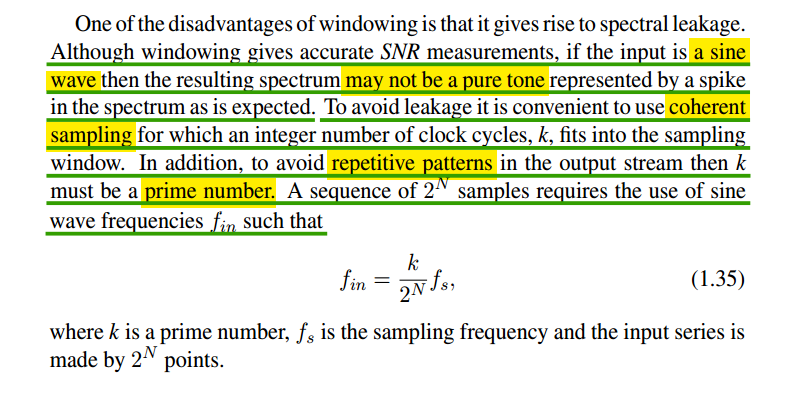 One of the disadvantages of windowing is that it gives rise to spectral leakage.
Although windowing gives accurate SNR measurements, if the input is a sine
wave then the resulting spectrum may not be a pure tone represented by a spike
in the spectrum as is expected. To avoid leakage it is convenient to use coherent
sampling for which an integer number of clock cycles, k, fits into the sampling
window. In addition, to avoid repetitive patterns in the output stream then k
must be a prime number. A sequence of 2^N samples requires the use of sine
wave frequencies f_in such that
f_in = k/2^N f_s, (1.35)
where k is a prime number, f_s is the sampling frequency and the input series is
made by 2^N points.